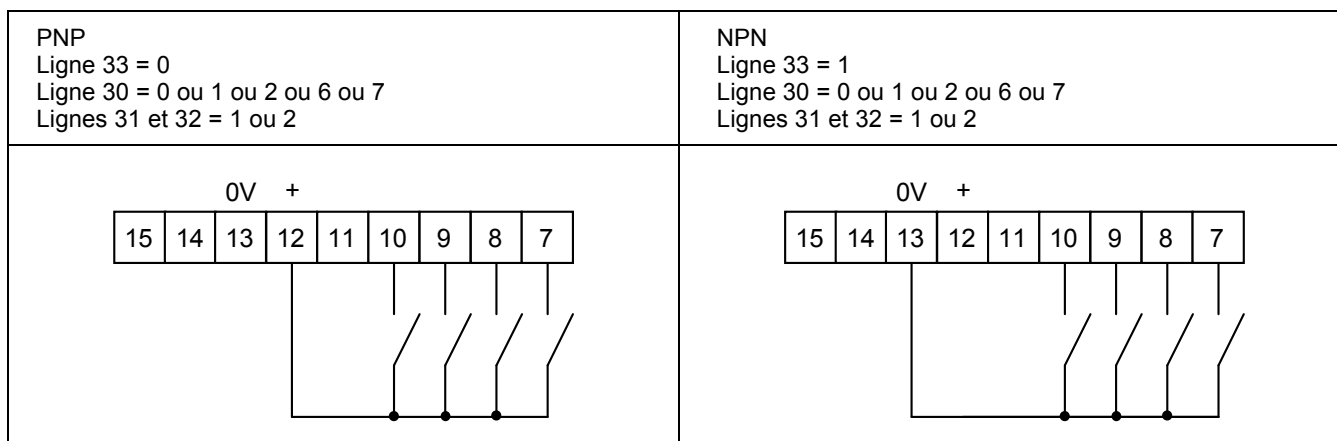 PNP
Ligne 33 = 0
Ligne 30 = 0 ou 1 ou 2 ou 6 ou 7
Lignes 31 et 32 = 1 ou 2
NPN
Ligne 33 = 1
Ligne 30 = 0 ou 1 ou 2 ou 6 ou 7
Lignes 31 et 32 = 1 ou 2
0V +
15 14 13 12 11 10 9 8 7
0V +
15 14 13 12 11 10 9 8 7